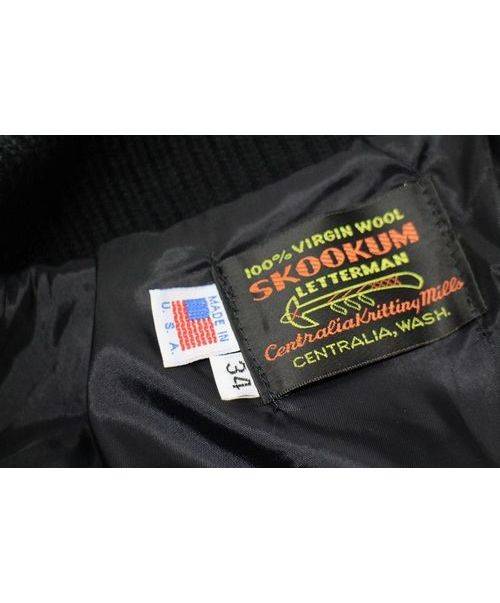 100% VIRGIN WOOL
SKOOKUM
LETTERMAN
Centralia Knitting Mills
CENTRALIA, WASH.
MADE IN
U.S.A.
34